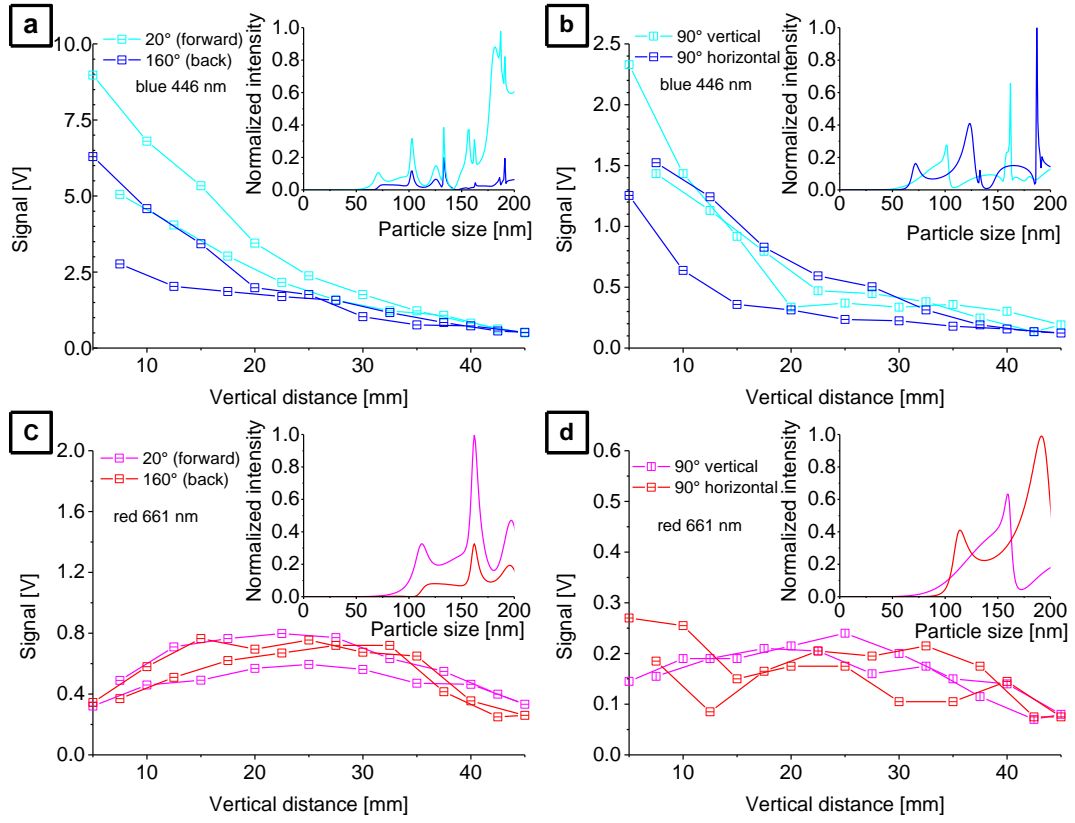 a
20° (forward)
160° (back)
blue 446 nm
Signal [V]
10.0
7.5
5.0
2.5
0.0
10 20 30 40
Vertical distance [mm]
Normalized intensity
1.0
0.8
0.6
0.4
0.2
0.0
0 50 100 150 200
Particle size [nm]
b
90° vertical
90° horizontal
blue 446 nm
Signal [V]
2.5
2.0
1.5
1.0
0.5
0.0
10 20 30 40
Vertical distance [mm]
Normalized intensity
1.0
0.8
0.6
0.4
0.2
0.0
0 50 100 150 200
Particle size [nm]
c
20° (forward)
160° (back)
red 661 nm
Signal [V]
2.0
1.6
1.2
0.8
0.4
0.0
10 20 30 40
Vertical distance [mm]
Normalized intensity
1.0
0.8
0.6
0.4
0.2
0.0
0 50 100 150 200
Particle size [nm]
d
90° vertical
90° horizontal
red 661 nm
Signal [V]
0.6
0.5
0.4
0.3
0.2
0.1
0.0
10 20 30 40
Vertical distance [mm]
Normalized intensity
1.0
0.8
0.6
0.4
0.2
0.0
0 50 100 150 200
Particle size [nm]